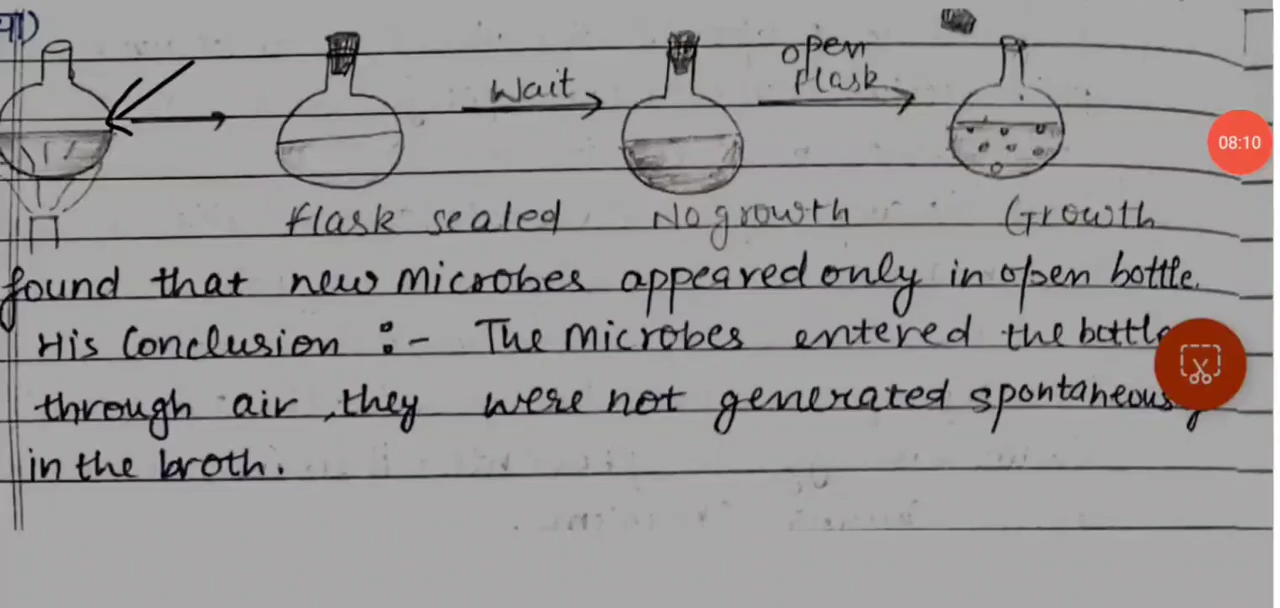 Wait
open
flask
08:10
flask sealed
No growth
Growth
found that new microbes appeared only in open bottle.
His Conclusion :- The microbes entered the bottle
through air, they were not generated
in the broth.